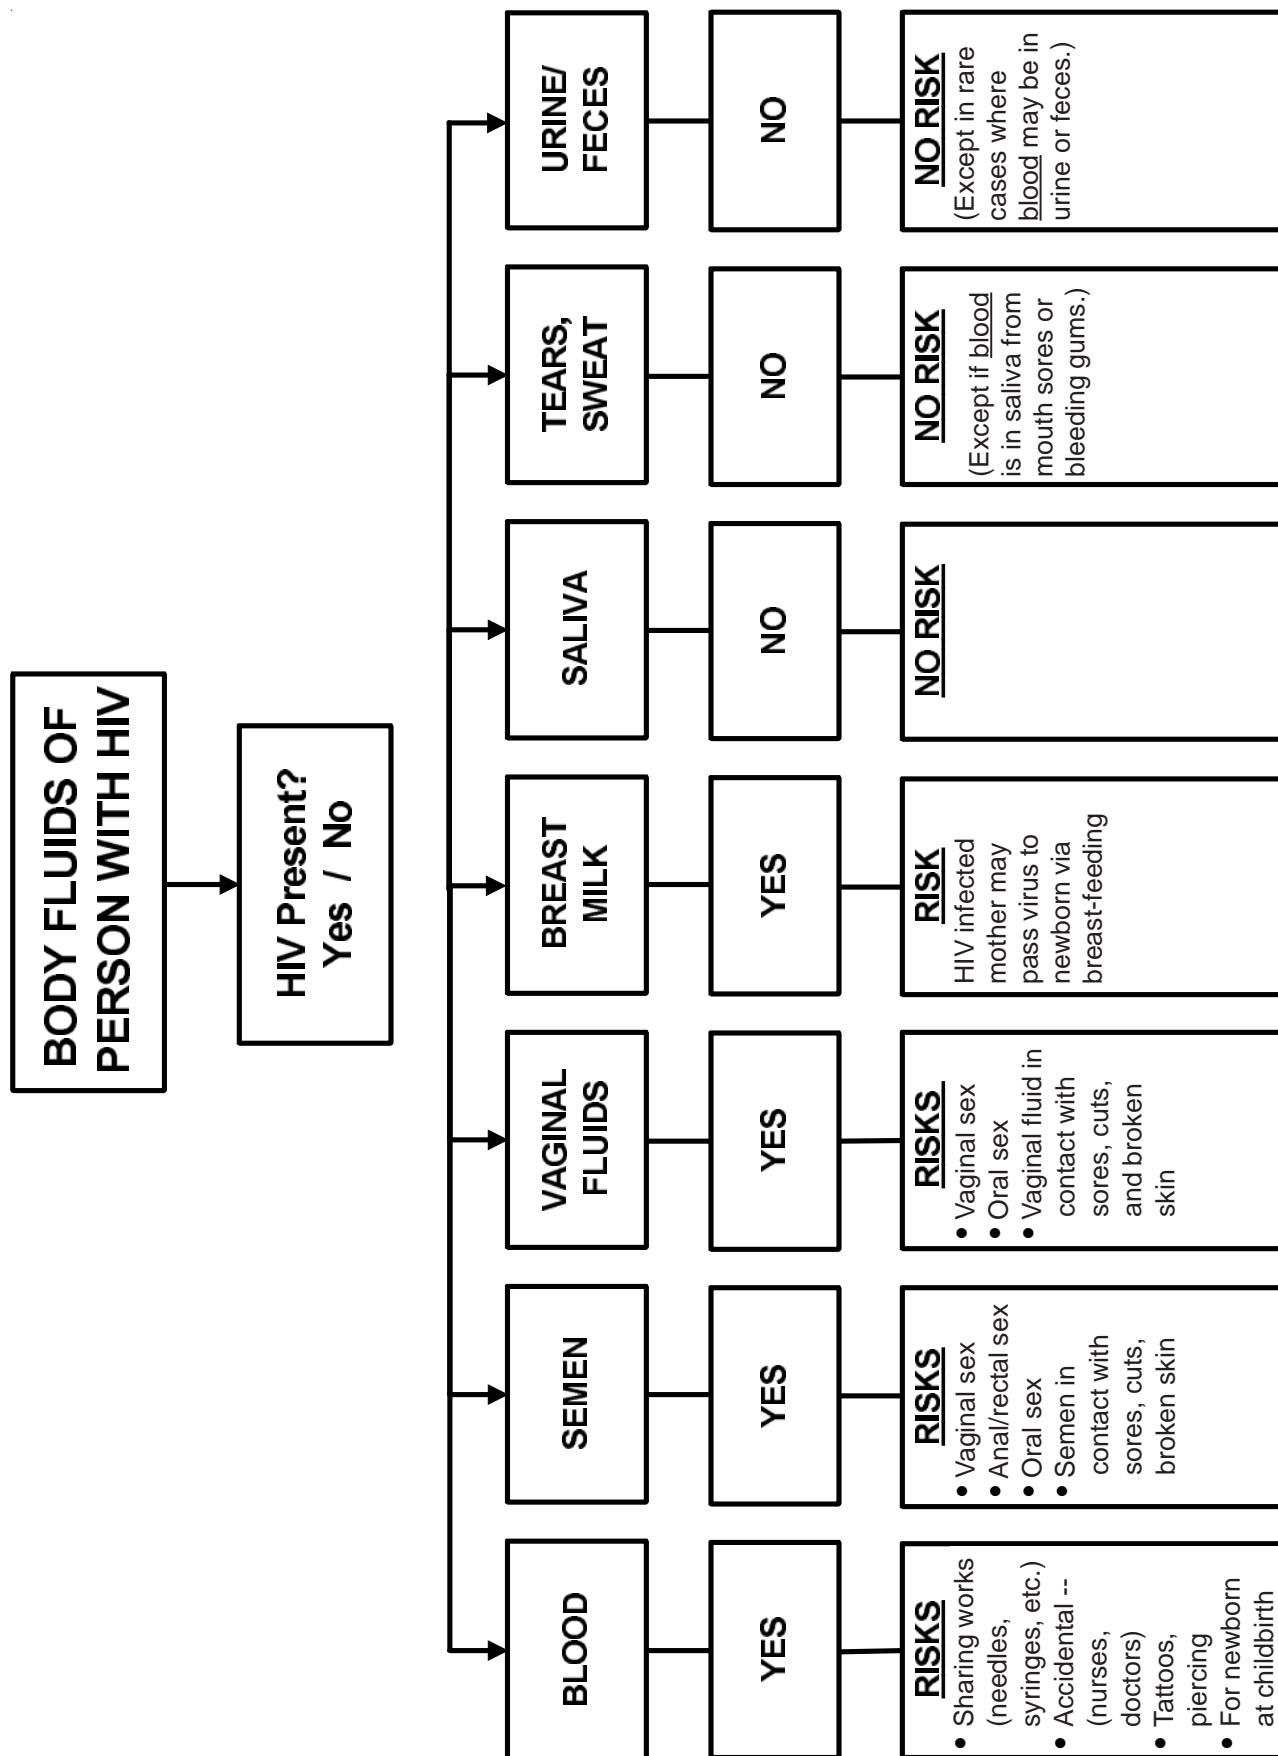 BODY FLUIDS OF
PERSON WITH HIV
HIV Present?
Yes / No
BLOOD
YES
RISKS
• Sharing works
(needles,
syringes, etc.)
• Accidental --
(nurses,
doctors)
• Tattoos,
piercing
• For newborn
at childbirth
SEMEN
YES
RISKS
• Vaginal sex
• Anal/rectal sex
• Oral sex
• Semen in
contact with
sores, cuts,
broken skin
VAGINAL
FLUIDS
YES
RISKS
• Vaginal sex
• Oral sex
• Vaginal fluid in
contact with
sores, cuts,
and broken
skin
BREAST
MILK
YES
RISK
HIV infected
mother may
pass virus to
newborn via
breast-feeding
SALIVA
NO
NO RISK
TEARS,
SWEAT
NO
NO RISK
(Except if blood
is in saliva from
mouth sores or
bleeding gums.)
URINE/
FECES
NO
NO RISK
(Except in rare
cases where
blood may be in
urine or feces.)